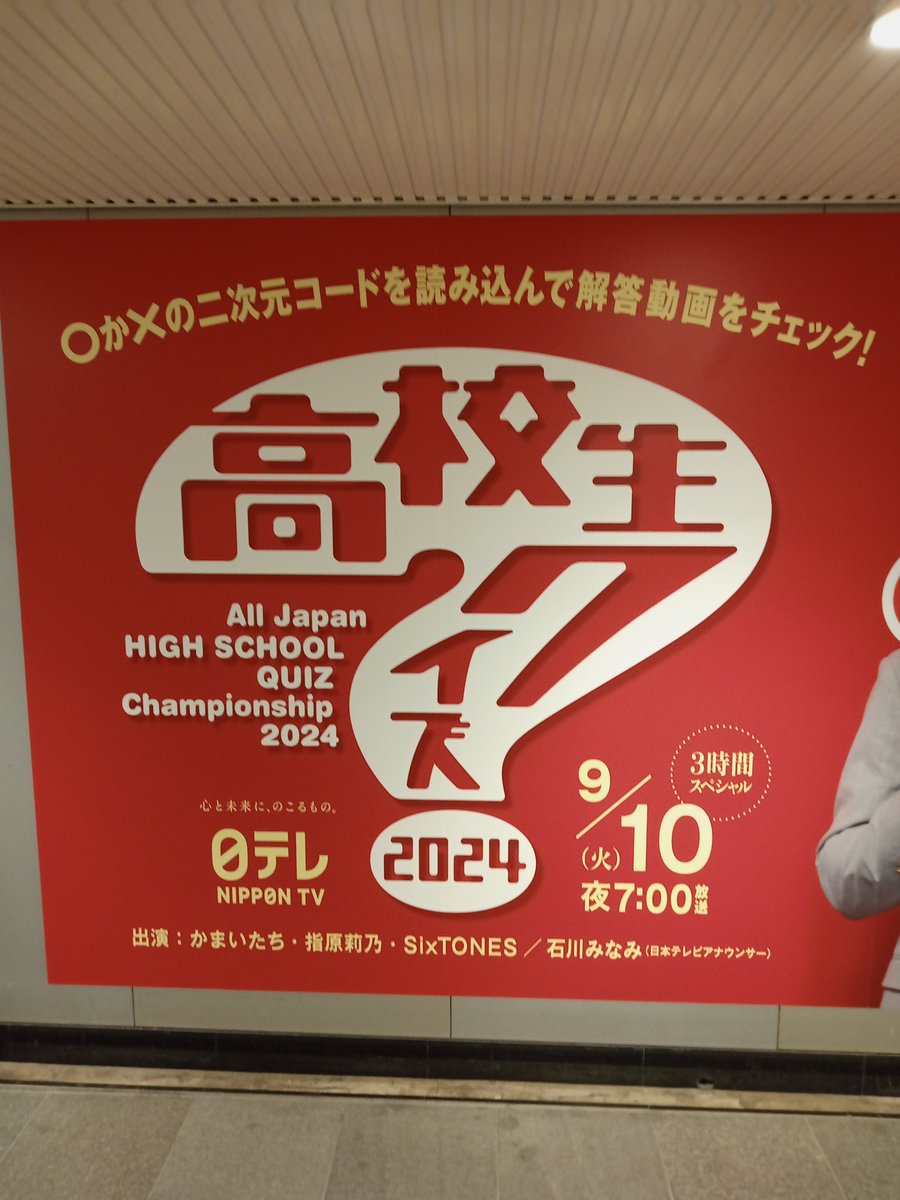 〇か×の二次元コードを読み込んで解答動画をチェック!
高校生
クイズ
2024
All Japan
HIGH SCHOOL
QUIZ
Championship
2024
心と未来に、のこるもの。
日テレ
NIPPON TV
3時間
スペシャル
9/10
(火)
夜7:00放送
出演:かまいたち・指原莉乃・SixTONES/石川みなみ(日本テレビアナウンサー)